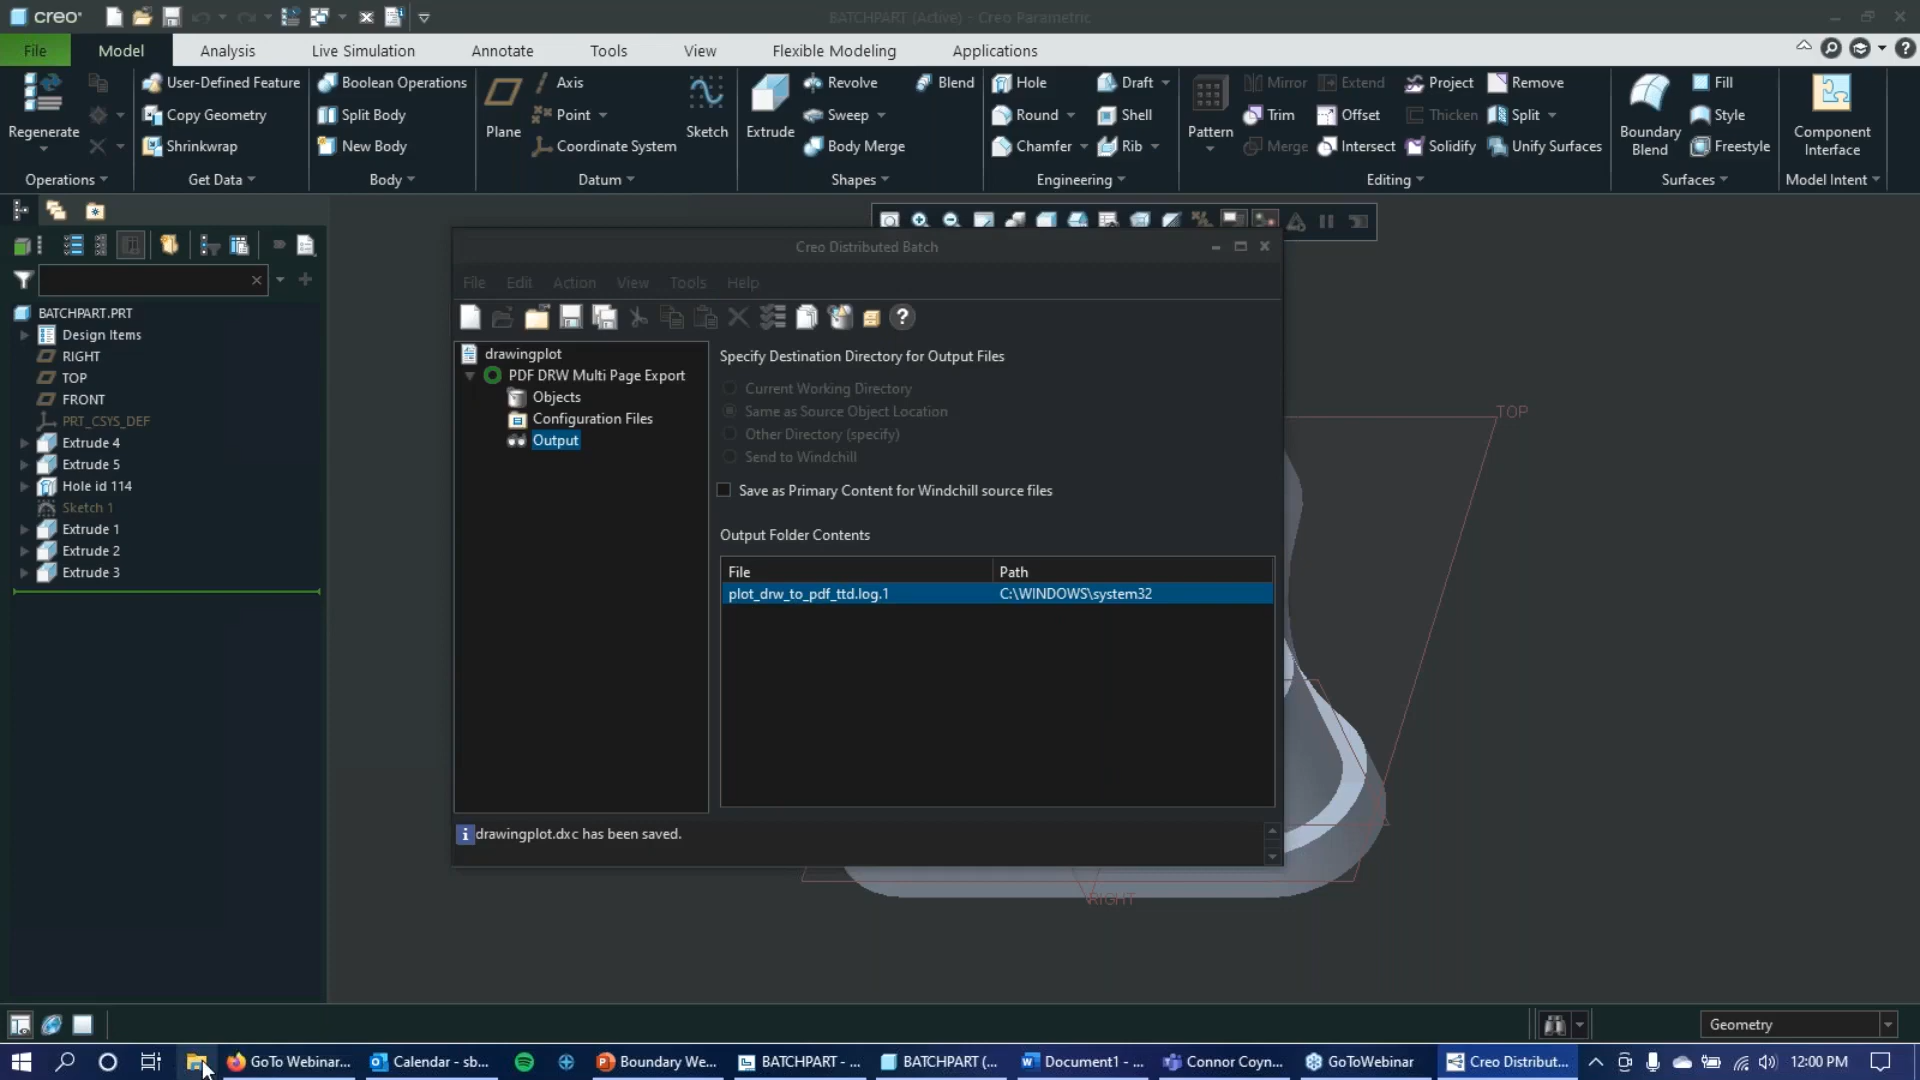 creo
BATCHPART (Active) - Creo Parametric
File Model Analysis Live Simulation Annotate Tools View Flexible Modeling Applications
Regenerate
User-Defined Feature
Copy Geometry
Shrinkwrap
Boolean Operations
Split Body
New Body
Plane
Axis
Point
Coordinate System
Sketch
Extrude
Revolve
Sweep
Body Merge
Blend
Hole
Round
Chamfer
Draft
Shell
Rib
Pattern
Mirror
Trim
Merge
Extend
Offset
Intersect
Project
Thicken
Solidify
Remove
Split
Unify Surfaces
Boundary
Blend
Fill
Style
Freestyle
Component
Interface
Operations Get Data Body Datum Shapes Engineering Editing Surfaces Model Intent
BATCHPART.PRT
Design Items
RIGHT
TOP
FRONT
PRT_CSYS_DEF
Extrude 4
Extrude 5
Hole id 114
Sketch 1
Extrude 1
Extrude 2
Extrude 3
Creo Distributed Batch
File Edit Action View Tools Help
drawingplot
PDF DRW Multi Page Export
Objects
Configuration Files
Output
Specify Destination Directory for Output Files
Current Working Directory
Same as Source Object Location
Other Directory (specify)
Send to Windchill
Save as Primary Content for Windchill source files
Output Folder Contents
File Path
plot_drw_to_pdf_ttd.log.1 C:\WINDOWS\system32
drawingplot.dxc has been saved.
TOP
RIGHT
Geometry
GoTo Webinar... Calendar - sb... Boundary We... BATCHPART - ... BATCHPART (... Document1 - ... Connor Coyn... GoToWebinar Creo Distribut... 12:00 PM